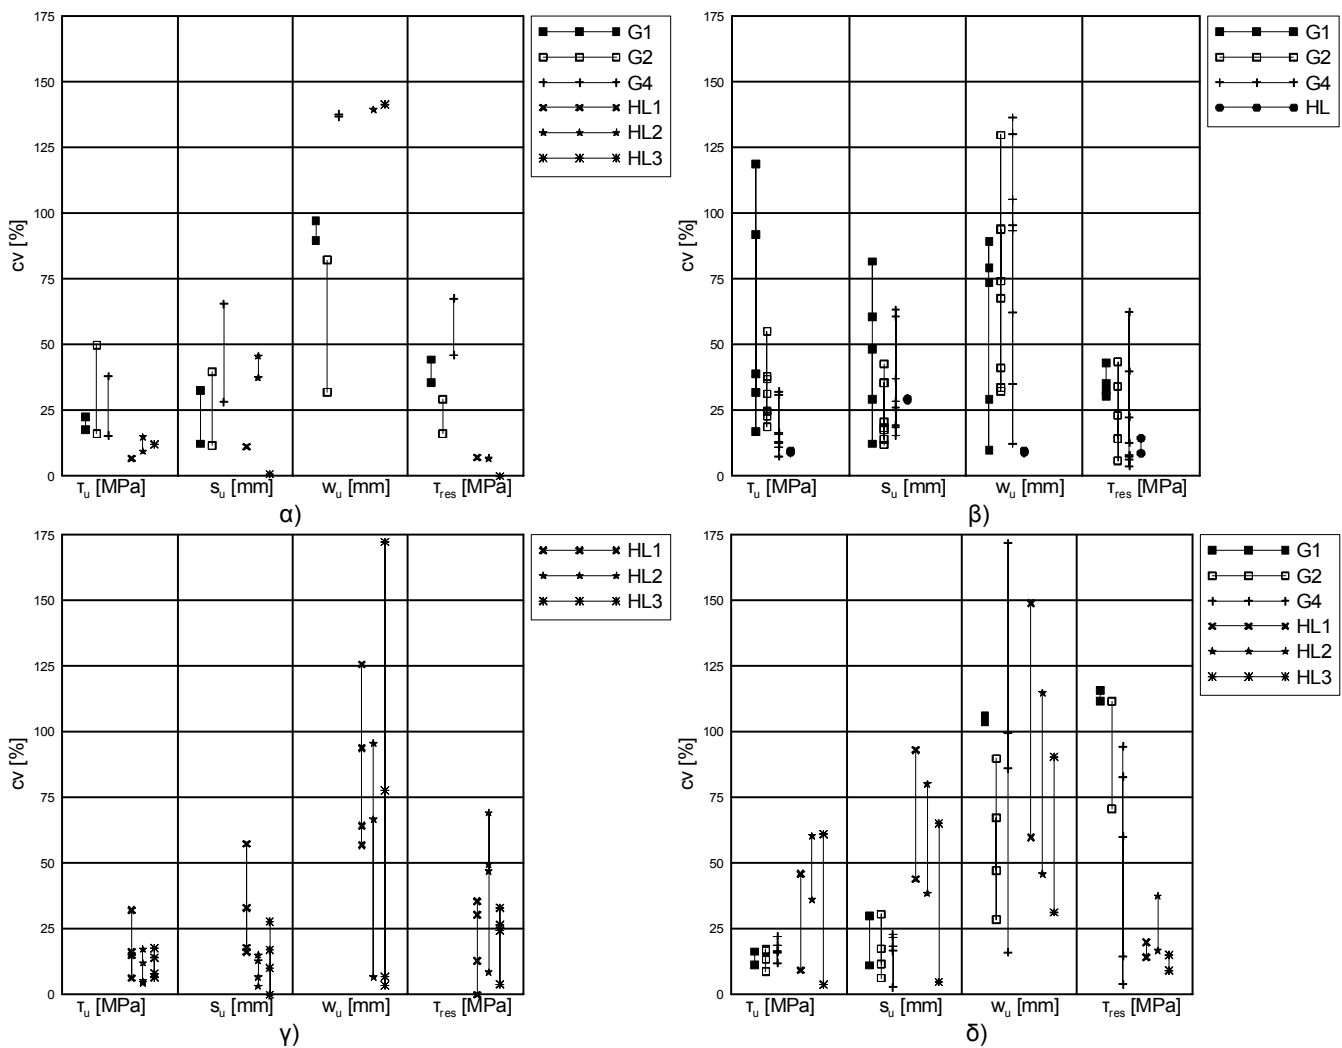 175
150
125
100
75
50
25
0
cv [%]
τu [MPa]
su [mm]
wu [mm]
τres [MPa]
G1
G2
G4
HL1
HL2
HL3
α)
175
150
125
100
75
50
25
0
cv [%]
τu [MPa]
su [mm]
wu [mm]
τres [MPa]
G1
G2
G4
HL
β)
175
150
125
100
75
50
25
0
cv [%]
τu [MPa]
su [mm]
wu [mm]
τres [MPa]
HL1
HL2
HL3
γ)
175
150
125
100
75
50
25
0
cv [%]
τu [MPa]
su [mm]
wu [mm]
τres [MPa]
G1
G2
G4
HL1
HL2
HL3
δ)